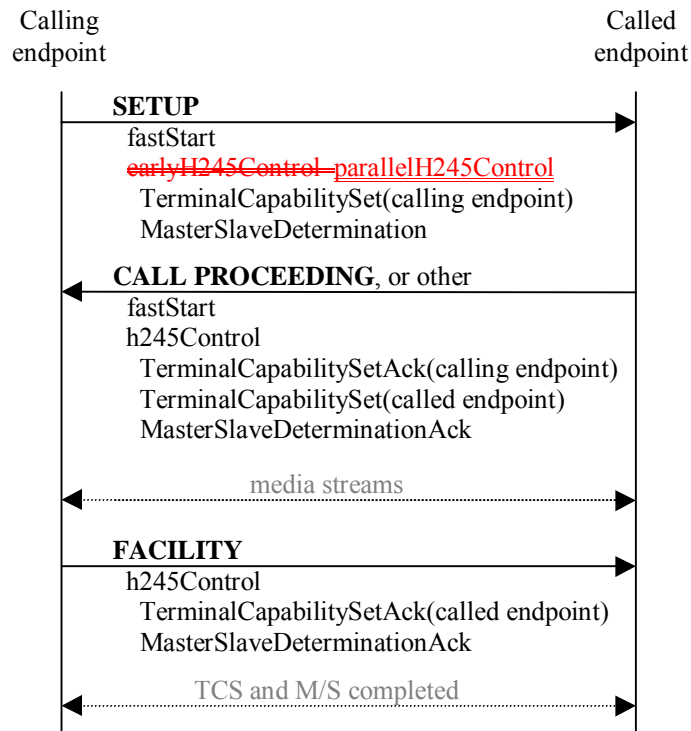 Calling
endpoint
Called
endpoint
SETUP
fastStart
earlyH245Control parallelH245Control
TerminalCapabilitySet(calling endpoint)
MasterSlaveDetermination
CALL PROCEEDING, or other
fastStart
h245Control
TerminalCapabilitySetAck(calling endpoint)
TerminalCapabilitySet(called endpoint)
MasterSlaveDeterminationAck
media streams
FACILITY
h245Control
TerminalCapabilitySetAck(called endpoint)
MasterSlaveDeterminationAck
TCS and M/S completed